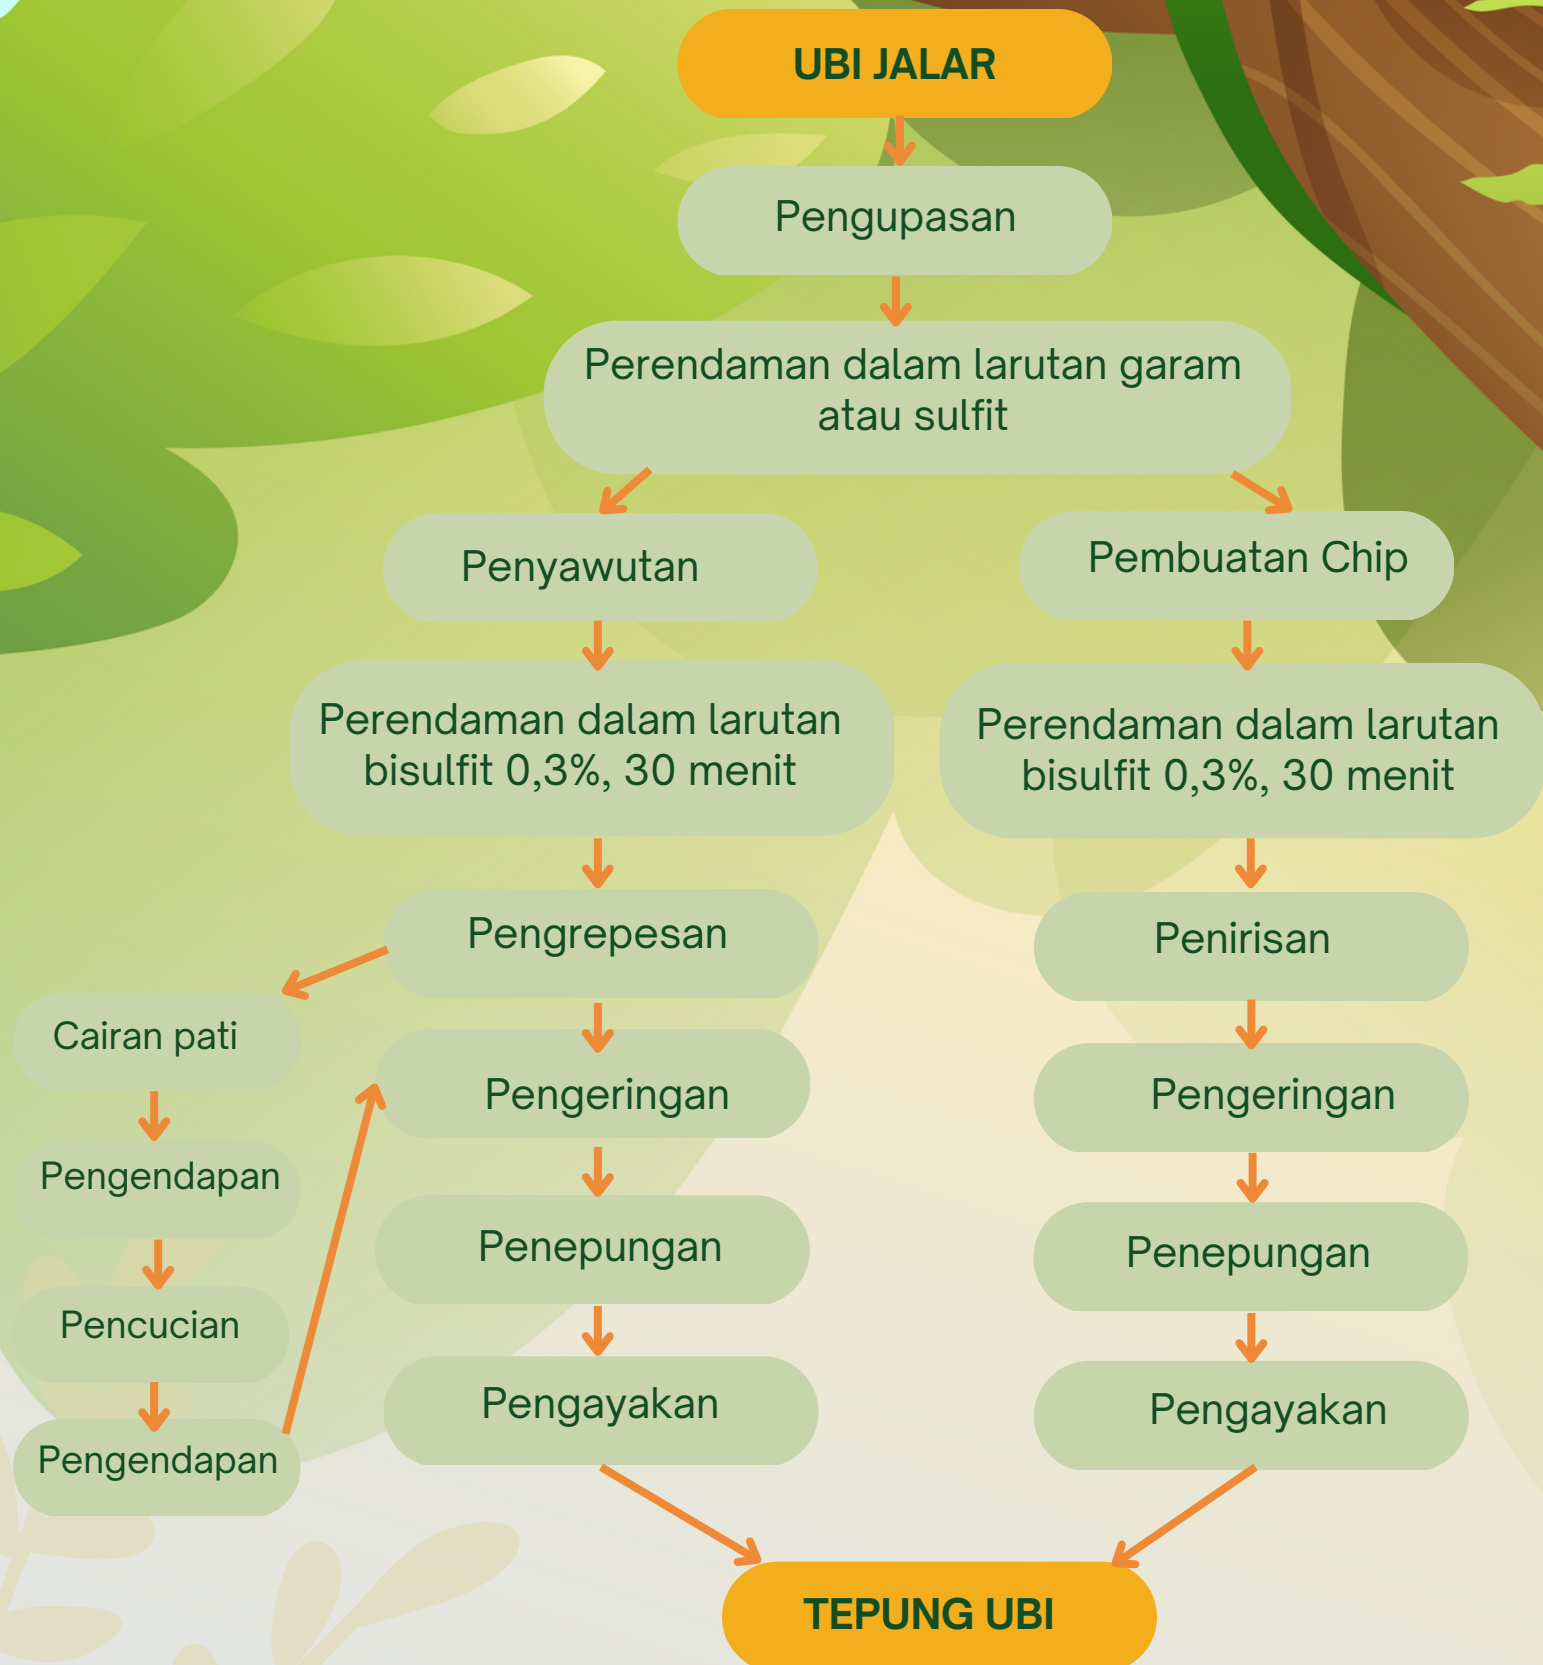 UBI JALAR
Pengupasan
Perendaman dalam larutan garam
atau sulfit
Penyawutan
Perendaman dalam larutan
bisulfit 0,3%, 30 menit
Pengrepesan
Cairan pati
Pengendapan
Pencucian
Pengendapan
Pengeringan
Penepungan
Pengayakan
Pembuatan Chip
Perendaman dalam larutan
bisulfit 0,3%, 30 menit
Penirisan
Pengeringan
Penepungan
Pengayakan
TEPUNG UBI